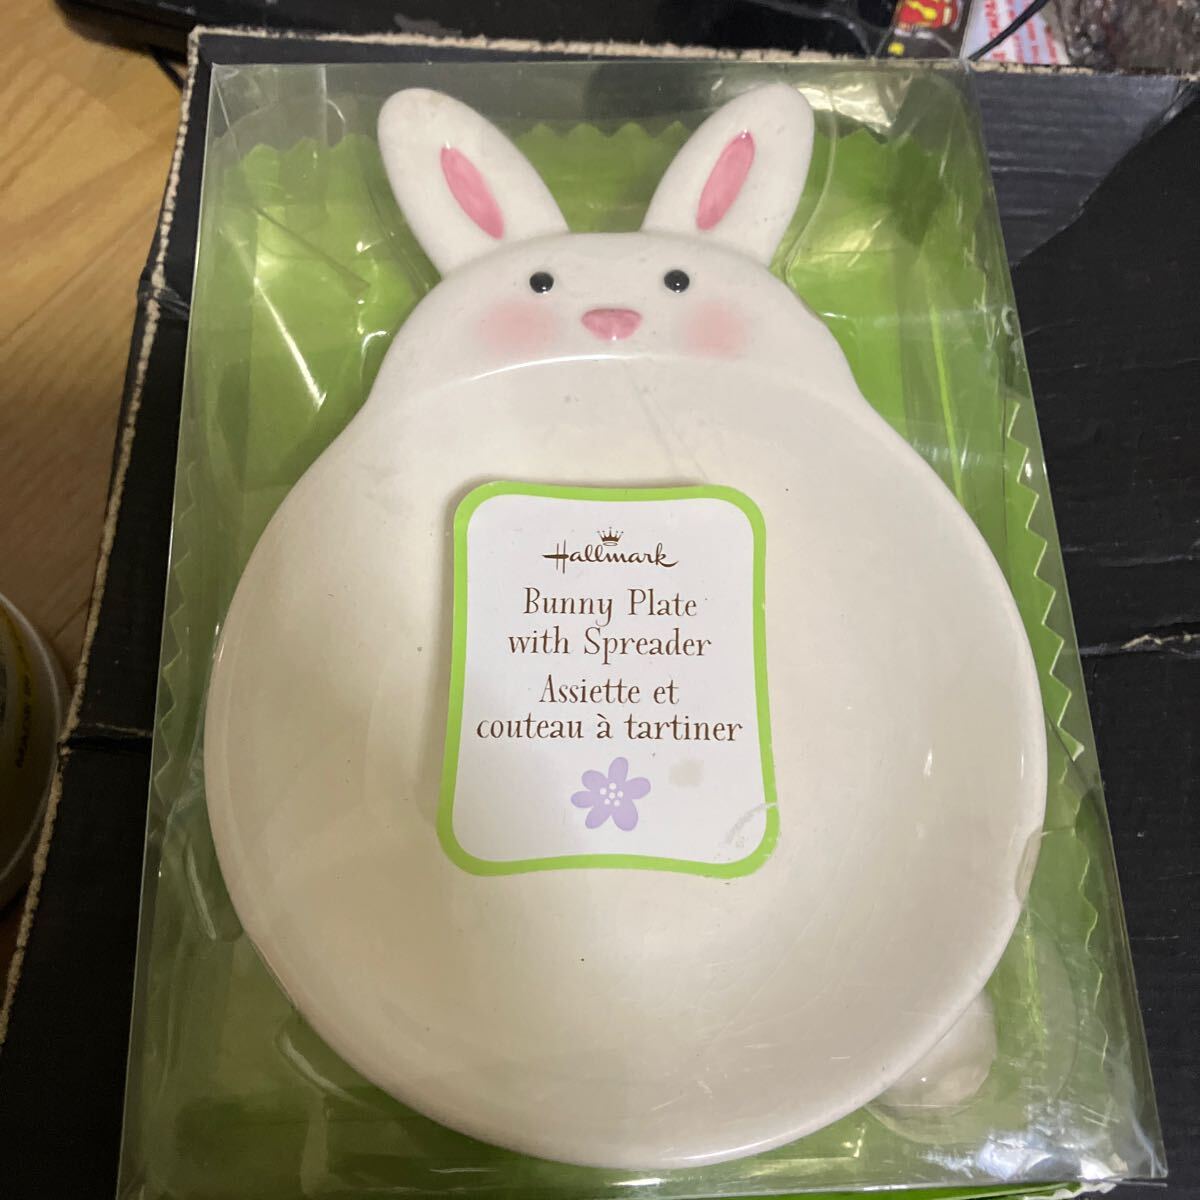 Hallmark
Bunny Plate
with Spreader
Assiette et
couteau à tartiner